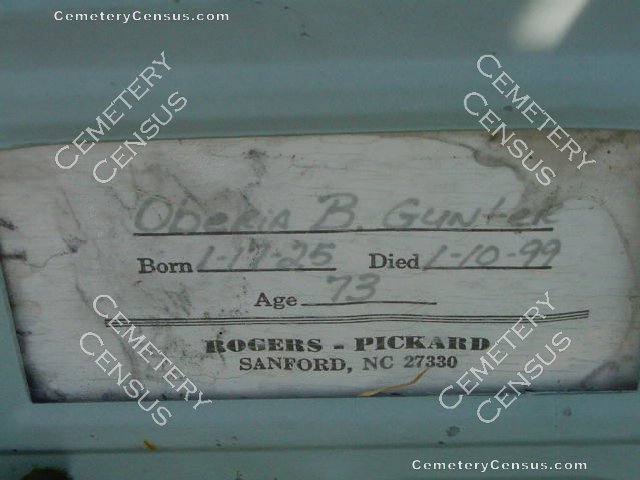 CemeteryCensus.com
CEMETERY CENSUS
CEMETERY CENSUS
Oberia B. Gunter
Born 1-17-25 Died 1-10-99
Age 73
ROGERS - PICKARD
SANFORD, NC 27330
CEMETERY CENSUS
CEMETERY CENSUS
CemeteryCensus.com